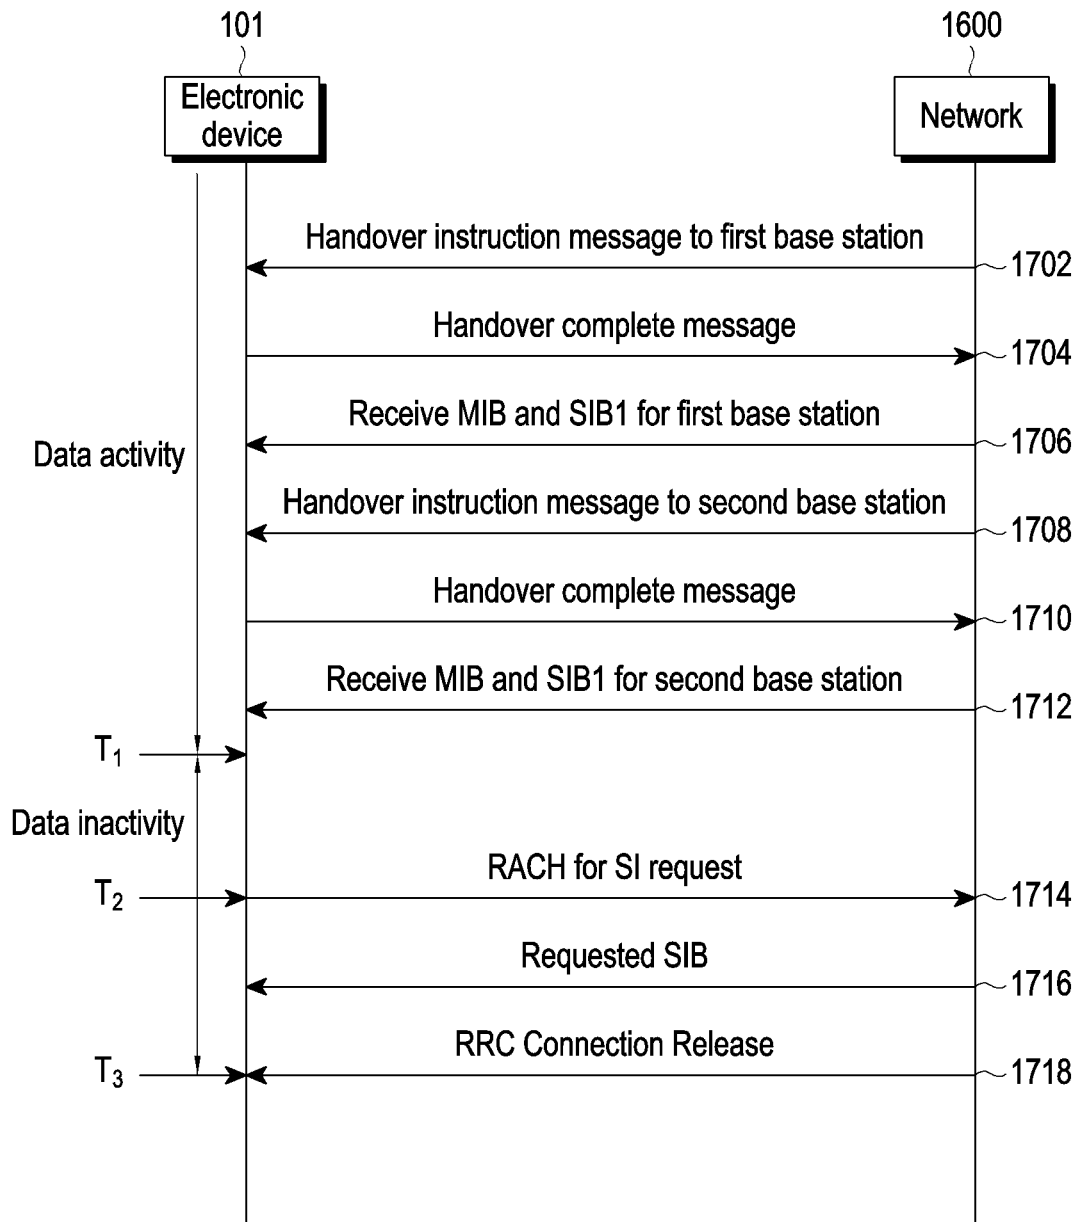 101
1600
Electronic
device
Network
Handover instruction message to first base station
1702
Handover complete message
1704
Receive MIB and SIB1 for first base station
1706
Data activity
Handover instruction message to second base station
1708
Handover complete message
1710
Receive MIB and SIB1 for second base station
1712
T1
Data inactivity
RACH for SI request
T2
1714
Requested SIB
1716
RRC Connection Release
T3
1718